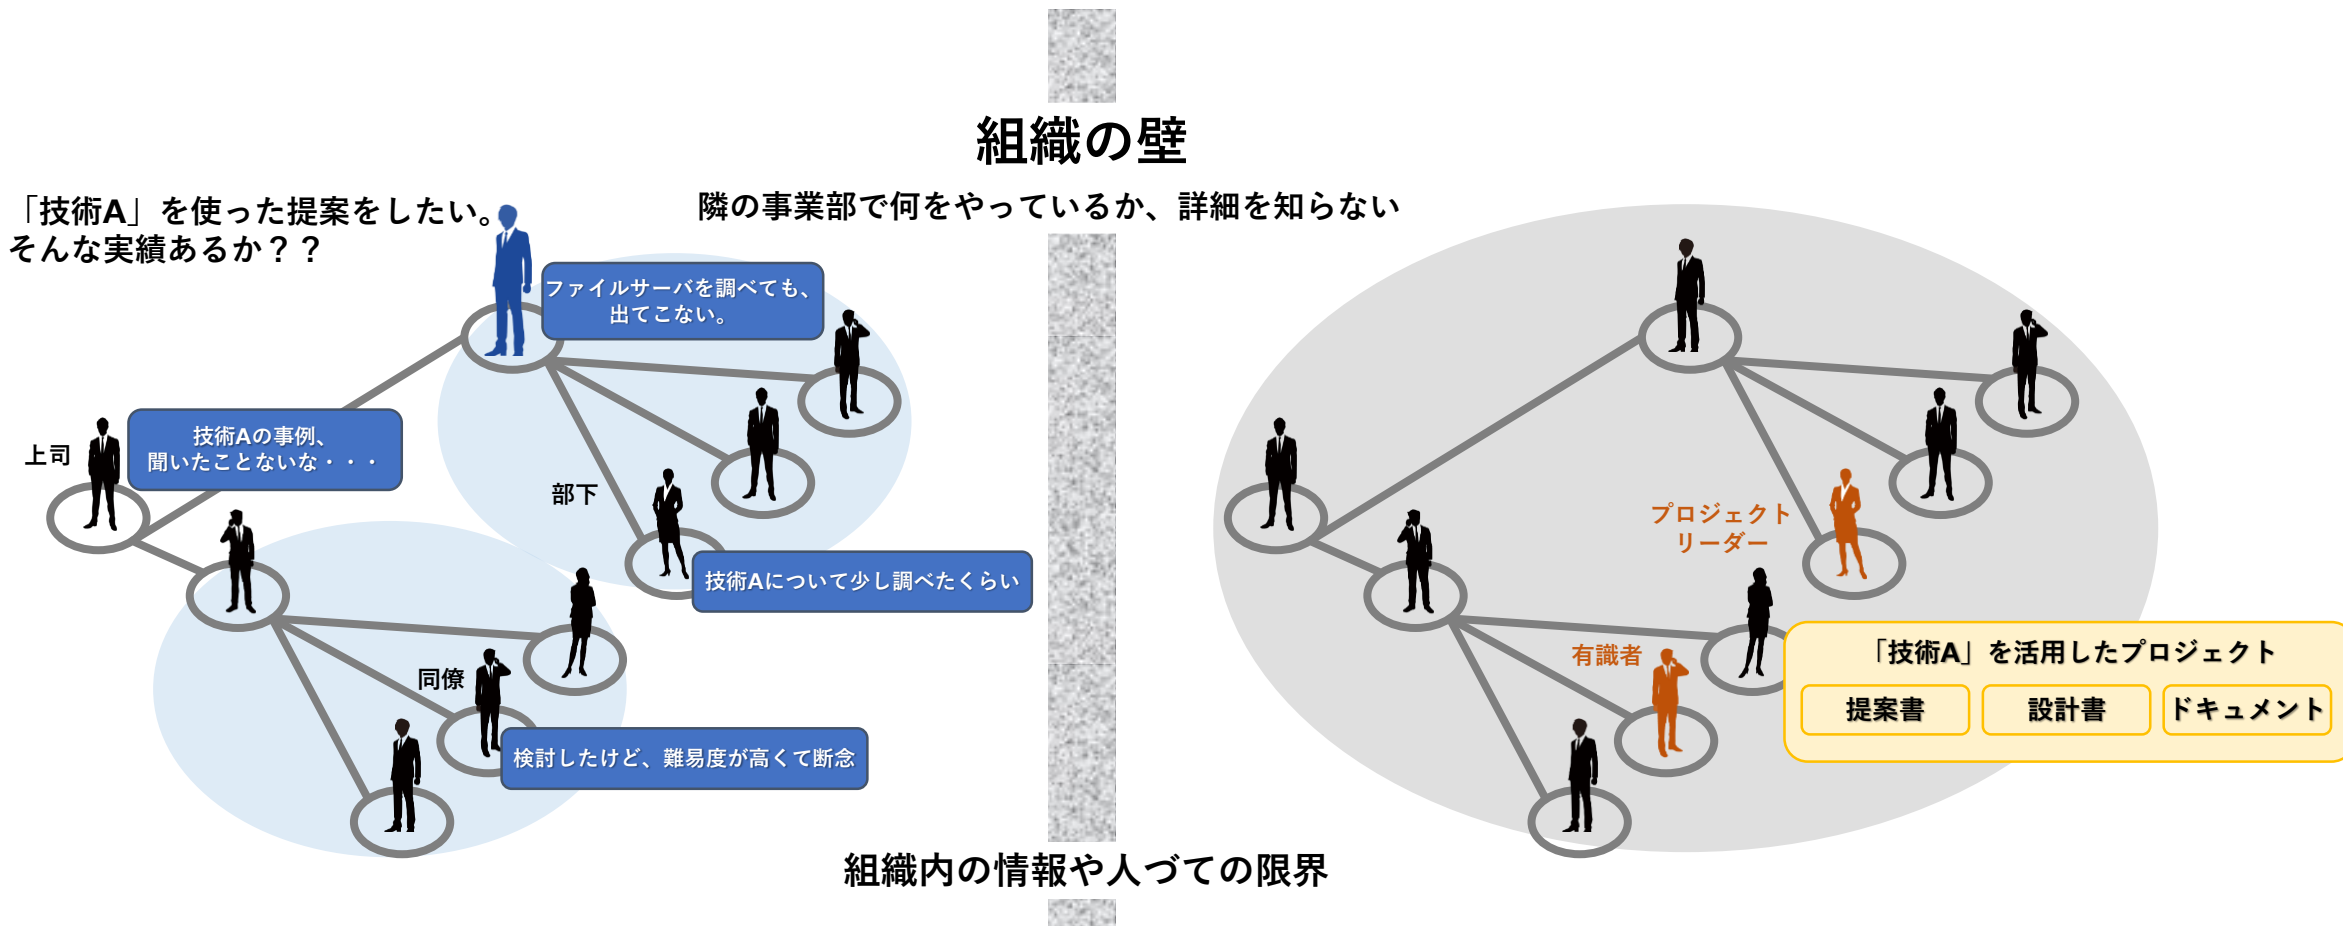 組織の壁
隣の事業部で何をやっているか、詳細を知らない
「技術A」を使った提案をしたい。
そんな実績あるか？？
ファイルサーバを調べても、
出てこない。
上司
技術Aの事例、
聞いたことないな・・・
部下
技術Aについて少し調べたくらい
同僚
検討したけど、難易度が高くて断念
プロジェクト
リーダー
有識者
「技術A」を活用したプロジェクト
提案書
設計書
ドキュメント
組織内の情報や人づての限界